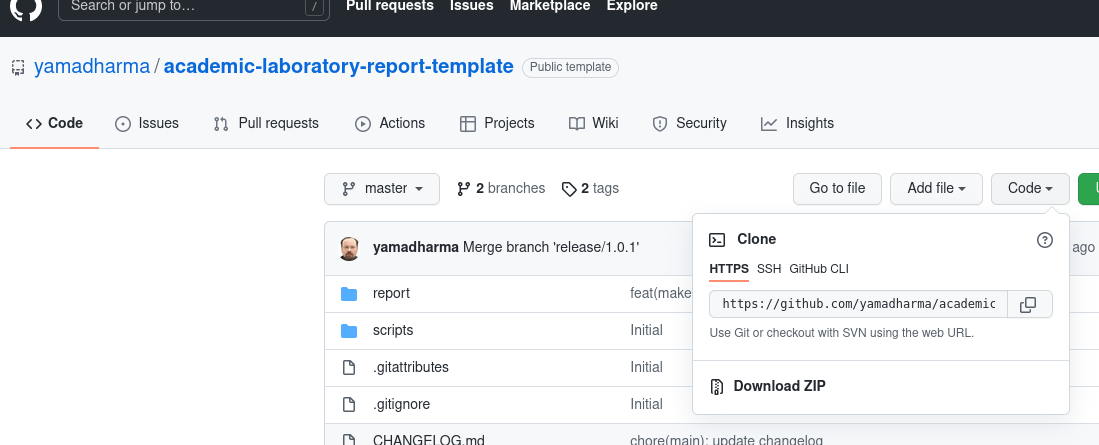 Search or jump to… /
Pull requests Issues Marketplace Explore
yamadharma / academic-laboratory-report-template Public template
Code Issues Pull requests Actions Projects Wiki Security Insights
master 2 branches 2 tags Go to file Add file Code
yamadharma Merge branch 'release/1.0.1' ago
Clone
HTTPS SSH GitHub CLI
https://github.com/yamadharma/academic
Use Git or checkout with SVN using the web URL.
Download ZIP
report feat(make
scripts Initial
.gitattributes Initial
.gitignore Initial
CHANGELOG.md chore(main): update changelog